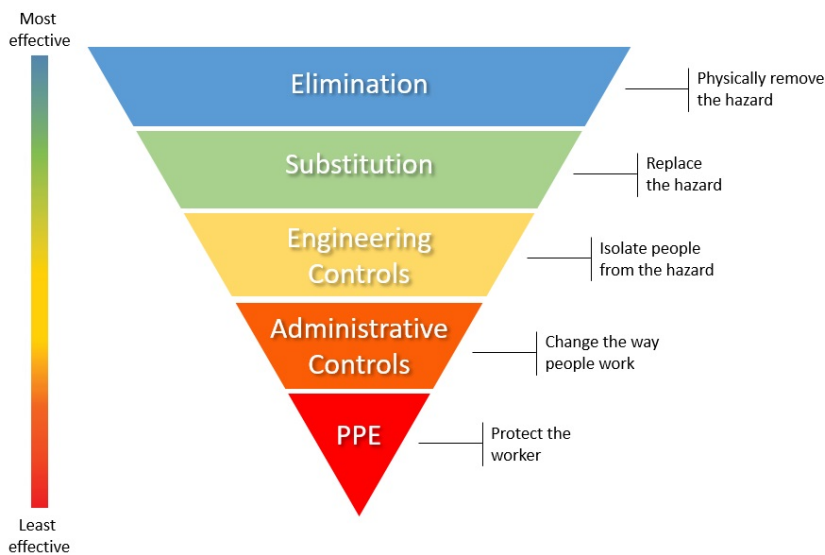 Most
effective
Elimination
Physically remove
the hazard
Substitution
Replace
the hazard
Engineering
Controls
Isolate people
from the hazard
Administrative
Controls
Change the way
people work
PPE
Protect the
worker
Least
effective